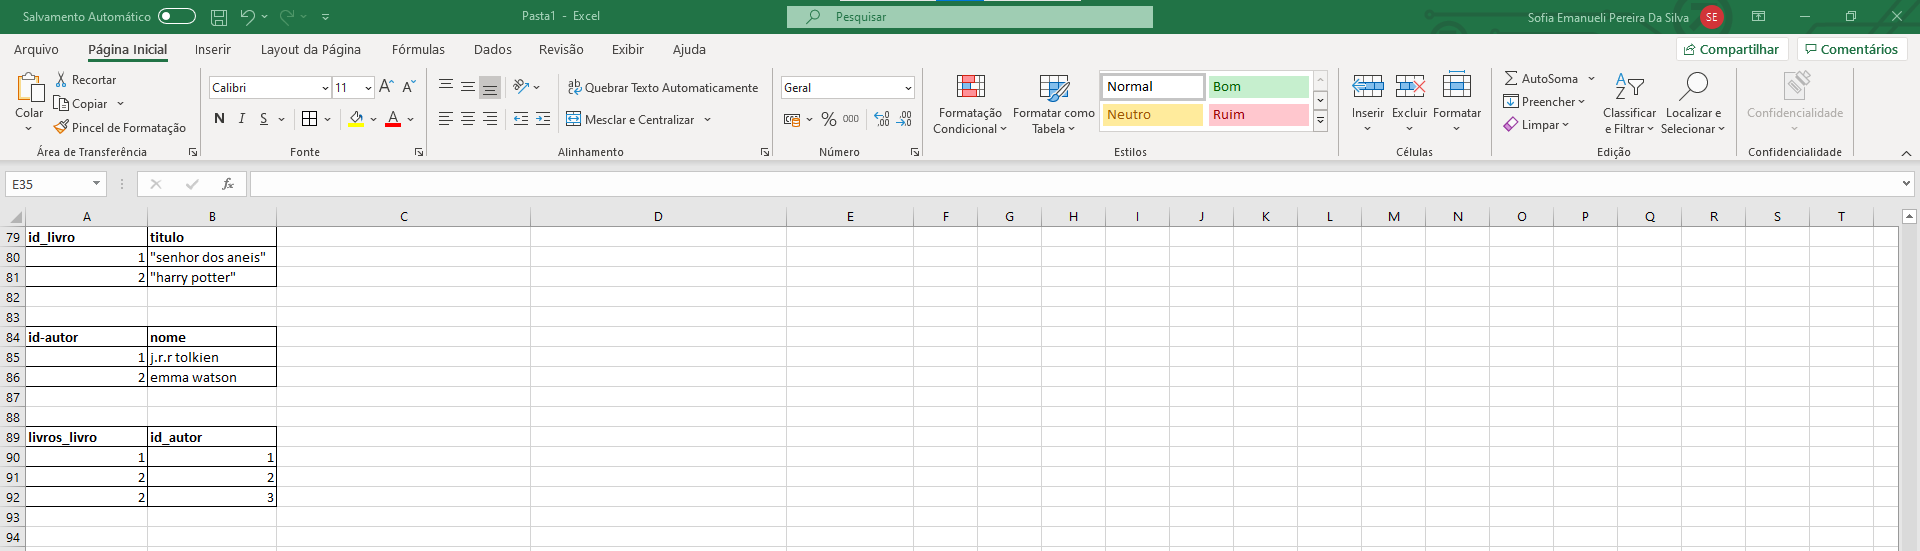 Salvamento Automático
Pasta1 - Excel
Pesquisar
Sofia Emanueli Pereira Da Silva
SE
Arquivo Página Inicial Inserir Layout da Página Fórmulas Dados Revisão Exibir Ajuda
Compartilhar Comentários
Colar
Recortar
Copiar
Pincel de Formatação
Área de Transferência
Calibri 11 A A
N I S A
Fonte
ab Quebrar Texto Automaticamente
Mesclar e Centralizar
Alinhamento
Geral
% 000
Número
Formatação Condicional
Formatar como Tabela
Normal Bom
Neutro Ruim
Estilos
Inserir Excluir Formatar
Células
AutoSoma
Preencher
Limpar
Classificar e Filtrar
Localizar e Selecionar
Edição
Confidencialidade
Confidencialidade
E35 fx
A B C D E F G H I J K L M N O P Q R S T
79 id_livro titulo
80 1 "senhor dos aneis"
81 2 "harry potter"
82
83
84 id-autor nome
85 1 j.r.r tolkien
86 2 emma watson
87
88
89 livros_livro id_autor
90 1 1
91 2 2
92 2 3
93
94